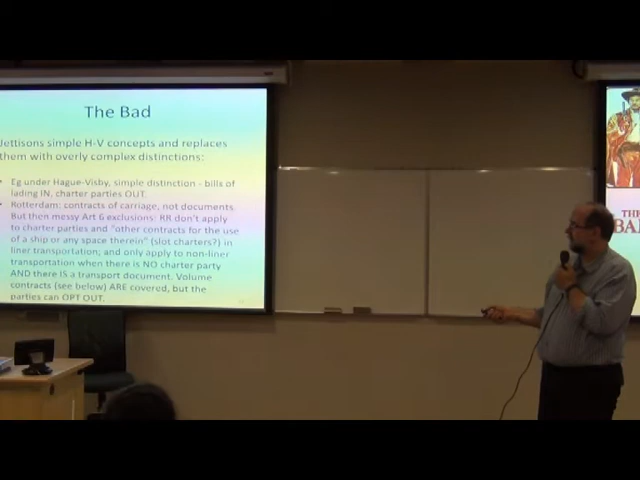 The Bad
Jettisons simple H-V concepts and replaces
them with overly complex distinctions:
• Eg under Hague-Visby, simple distinction – bills of
lading IN, charter parties OUT.
• Rotterdam: contracts of carriage, not documents
But then messy Art 6 exclusions: RR don't apply
to charter parties and "other contracts for the use
of a ship or any space therein" (slot charters?) in
liner transportation; and only apply to non-liner
transportation when there is NO charter party
AND there IS a transport document. Volume
contracts (see below) ARE covered, but the
parties can OPT OUT.
THE
BA